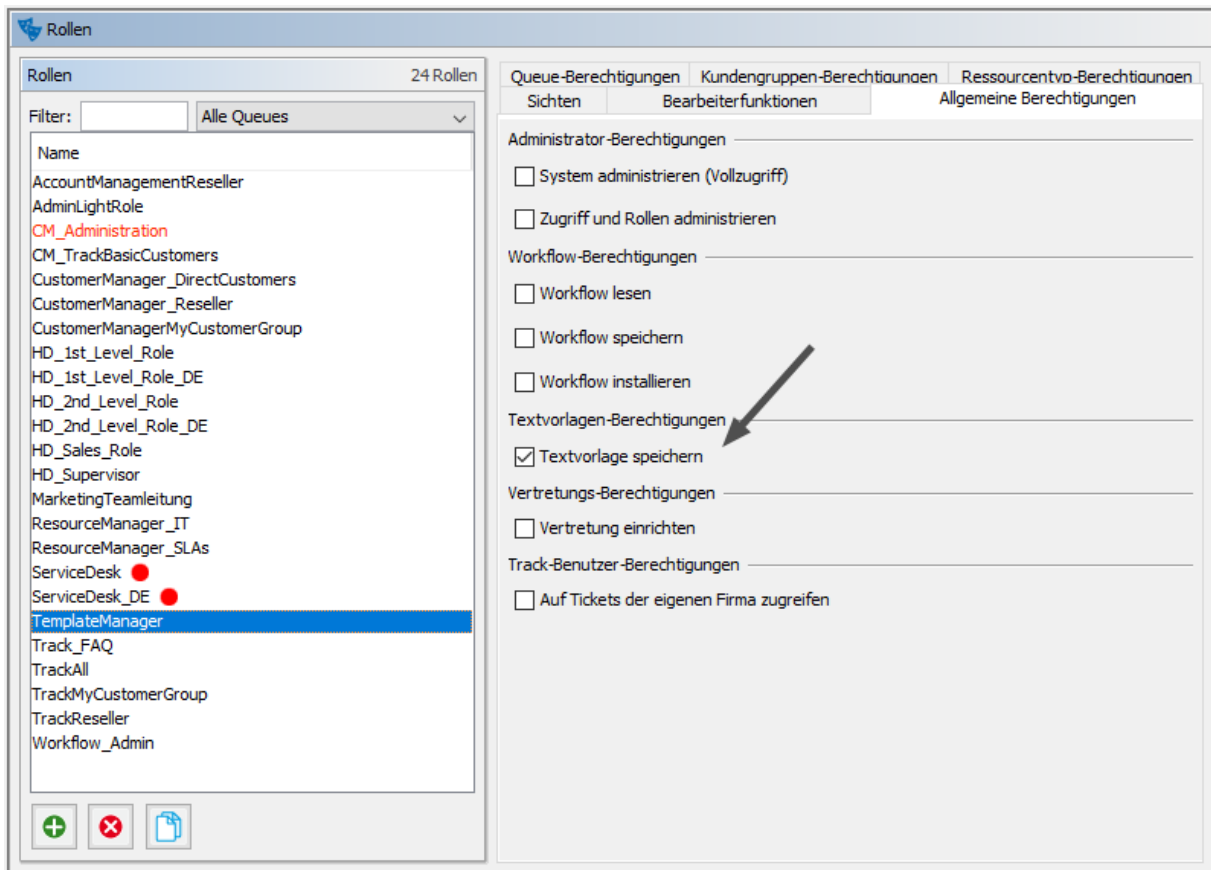 Rollen
Rollen 24 Rollen
Filter: Alle Queues
Name
AccountManagementReseller
AdminLightRole
CM_Administration
CM_TrackBasicCustomers
CustomerManager_DirectCustomers
CustomerManager_Reseller
CustomerManagerMyCustomerGroup
HD_1st_Level_Role
HD_1st_Level_Role_DE
HD_2nd_Level_Role
HD_2nd_Level_Role_DE
HD_Sales_Role
HD_Supervisor
MarketingTeamleitung
ResourceManager_IT
ResourceManager_SLAs
ServiceDesk
ServiceDesk_DE
TemplateManager
Track_FAQ
TrackAll
TrackMyCustomerGroup
TrackReseller
Workflow_Admin
Queue-Berechtigungen Kundengruppen-Berechtigungen Ressourcentyp-Berechtigungen
Sichten Bearbeiterfunktionen Allgemeine Berechtigungen
Administrator-Berechtigungen
System administrieren (Vollzugriff)
Zugriff und Rollen administrieren
Workflow-Berechtigungen
Workflow lesen
Workflow speichern
Workflow installieren
Textvorlagen-Berechtigungen
Textvorlage speichern
Vertretungs-Berechtigungen
Vertretung einrichten
Track-Benutzer-Berechtigungen
Auf Tickets der eigenen Firma zugreifen